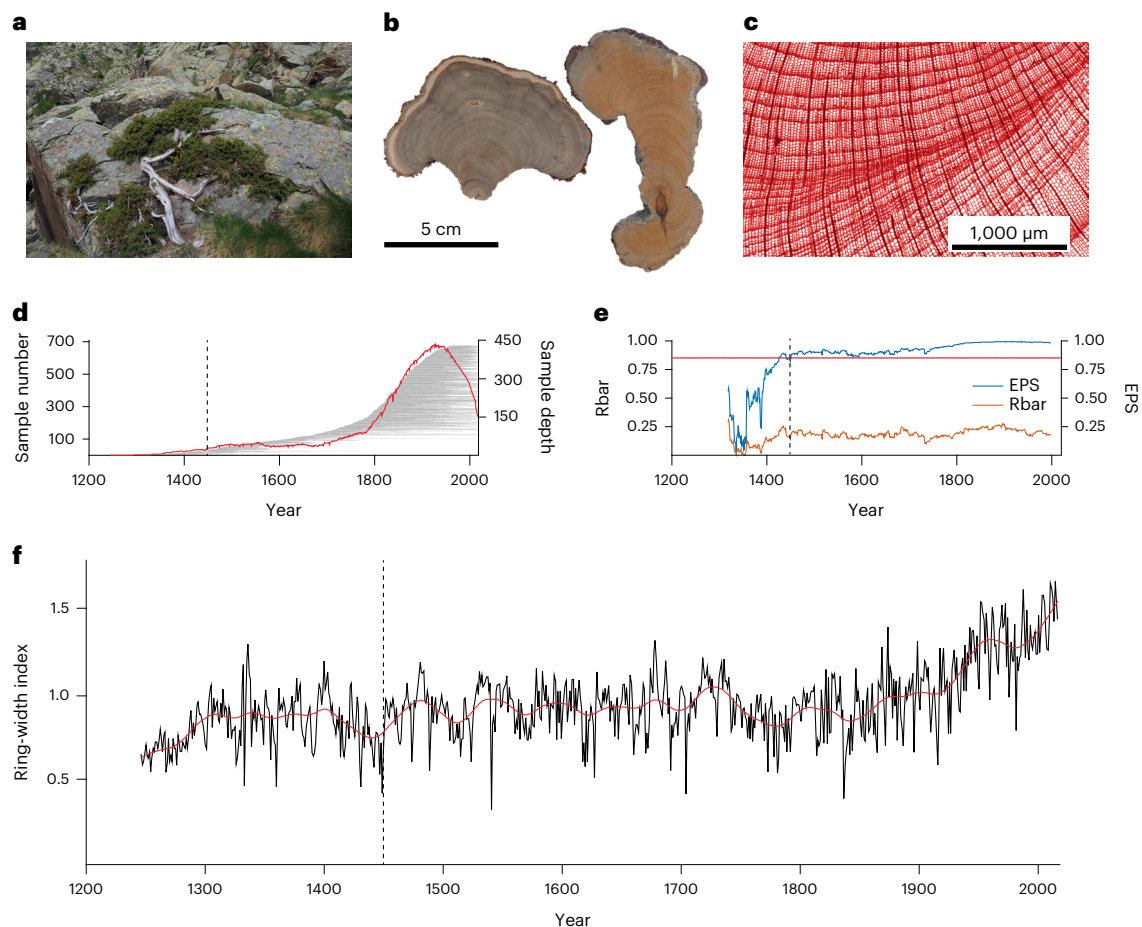 a
b
c
5 cm
1,000 µm
d
e
Sample number
700
500
300
100
450
300
150
Sample depth
1200
1400
1600
1800
2000
Year
Rbar
1.00
0.75
0.50
0.25
EPS
Rbar
1.00
0.75
0.50
0.25
EPS
1200
1400
1600
1800
2000
Year
f
Ring-width index
1.5
1.0
0.5
1200
1300
1400
1500
1600
1700
1800
1900
2000
Year